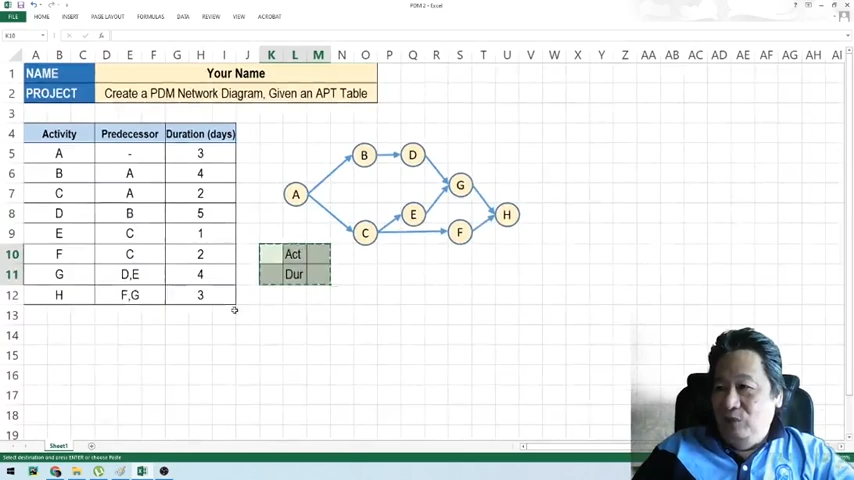 PDM 2 - Excel
FILE HOME INSERT PAGE LAYOUT FORMULAS DATA REVIEW VIEW ACROBAT
K10
A B C D E F G H I J K L M N O P Q R S T U V W X Y Z AA AB AC AD AE AF AG AH
1 NAME Your Name
2 PROJECT Create a PDM Network Diagram, Given an APT Table
3
4 Activity Predecessor Duration (days)
5 A - 3
6 B A 4
7 C A 2
8 D B 5
9 E C 1
10 F C 2
11 G D,E 4
12 H F,G 3
13
14
15
16
17
18
19
B D
A G
E H
C F
Act
Dur
Sheet1
Select destination and press ENTER or choose Paste